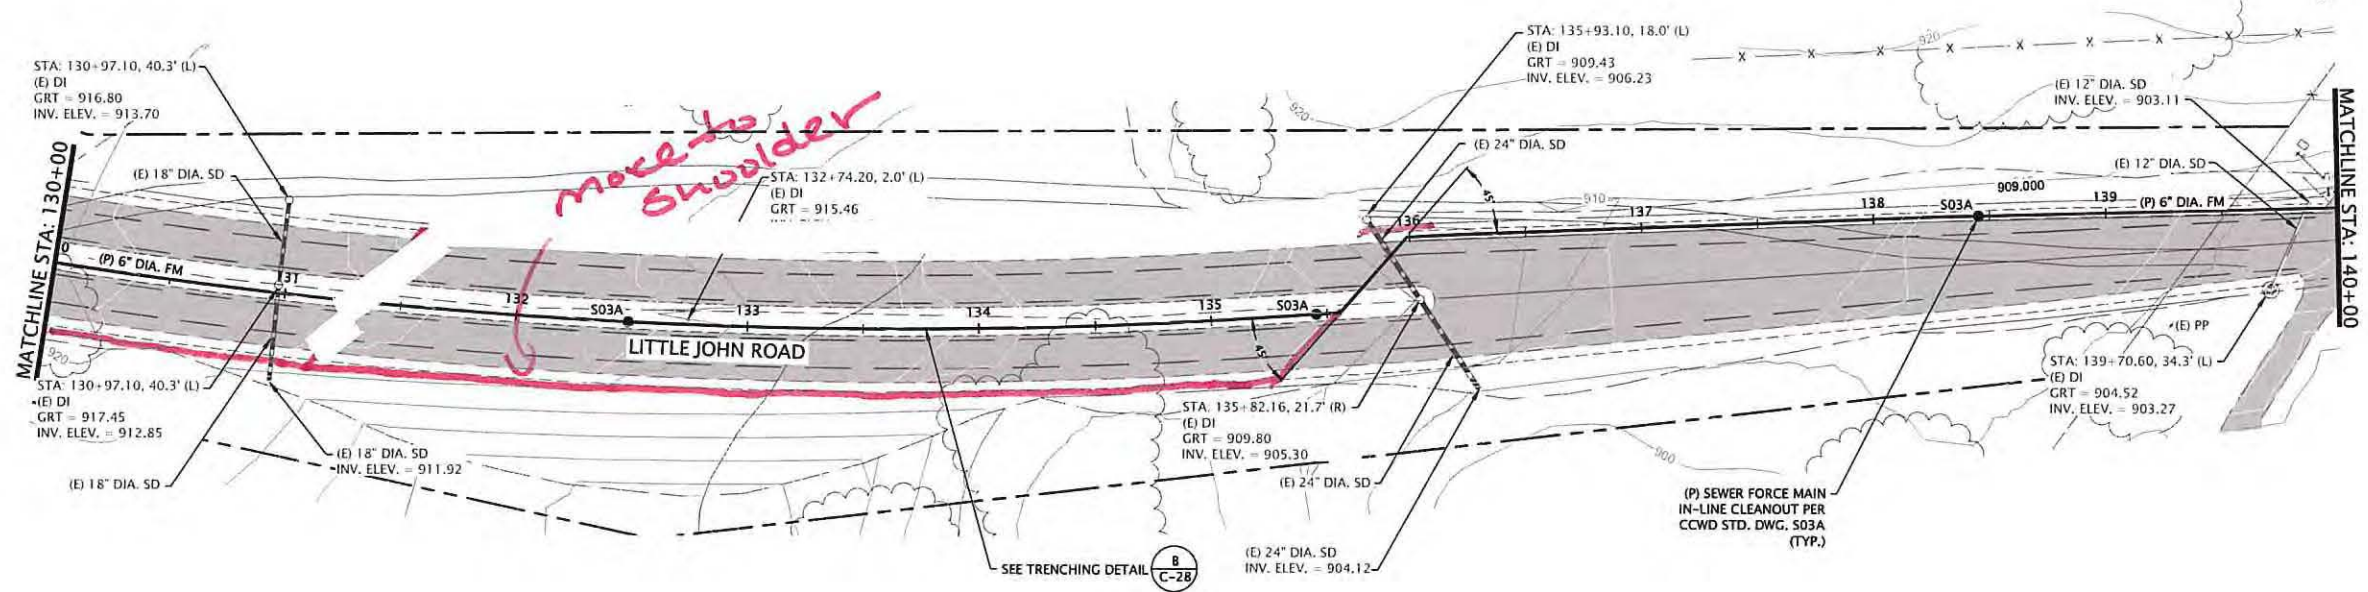 STA: 130+97.10, 40.3' (L)
(E) DI
GRT = 916.80
INV. ELEV. = 913.70
MATCHLINE STA: 130+00
(E) 18" DIA. SD
0
(P) 6" DIA. FM
131
920
STA: 130+97.10, 40.3' (L)
(E) DI
GRT = 917.45
INV. ELEV. = 912.85
(E) 18" DIA. SD
(E) 18" DIA. SD
INV. ELEV. = 911.92
move to
shoulder
STA: 132+74.20, 2.0' (L)
(E) DI
GRT = 915.46
132
S03A
133
134
135
S03A
LITTLE JOHN ROAD
45°
SEE TRENCHING DETAIL
B
C-28
STA: 135+93.10, 18.0' (L)
(E) DI
GRT = 909.43
INV. ELEV. = 906.23
920
(E) 24" DIA. SD
45°
136
910
137
138
S03A
909.000
139
(P) 6" DIA. FM
STA: 135+82.16, 21.7' (R)
(E) DI
GRT = 909.80
INV. ELEV. = 905.30
(E) 24" DIA. SD
(E) 24" DIA. SD
INV. ELEV. = 904.12
900
(P) SEWER FORCE MAIN
IN-LINE CLEANOUT PER
CCWD STD. DWG. S03A
(TYP.)
X X X X X X X X X
920
(E) 12" DIA. SD
INV. ELEV. = 903.11
(E) 12" DIA. SD
(E) PP
STA: 139+70.60, 34.3' (L)
(E) DI
GRT = 904.52
INV. ELEV. = 903.27
MATCHLINE STA: 140+00